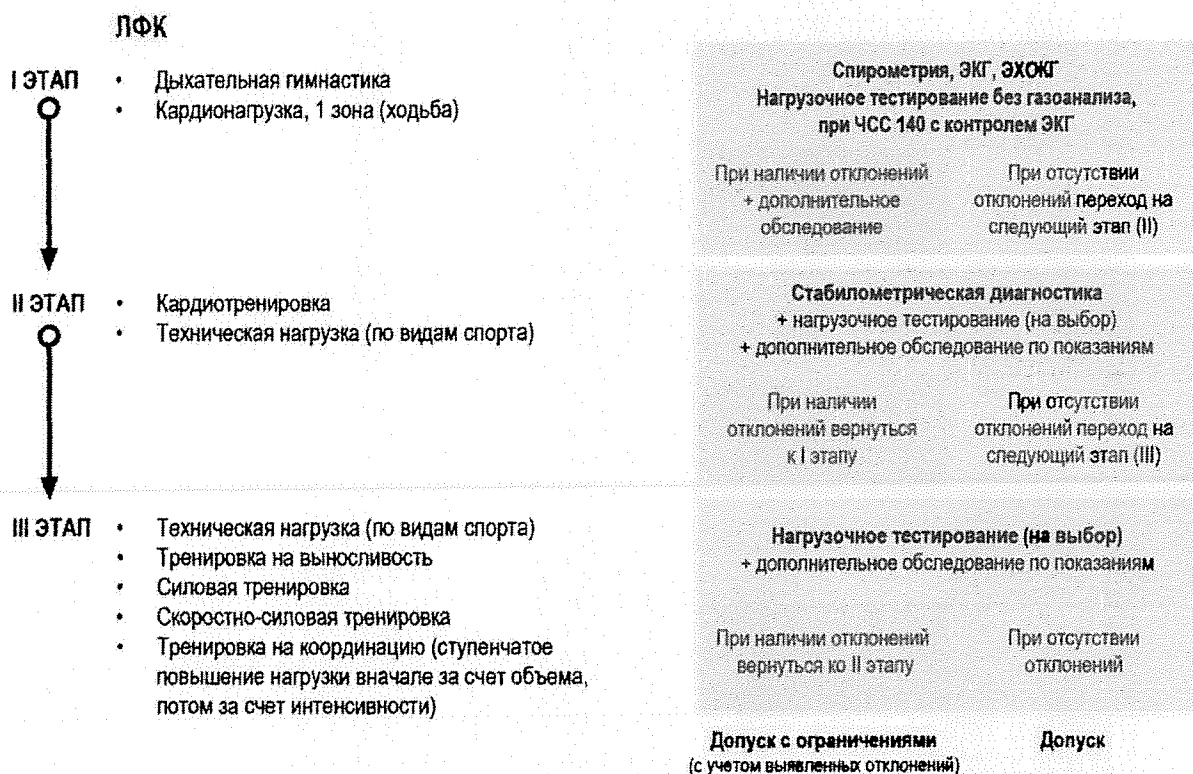 ЛФК
I ЭТАП
• Дыхательная гимнастика
• Кардионагрузка, 1 зона (ходьба)
Спирометрия, ЭКГ, ЭХОКГ
Нагрузочное тестирование без газоанализа,
при ЧСС 140 с контролем ЭКГ
При наличии отклонений
+ дополнительное
обследование
При отсутствии
отклонений переход на
следующий этап (II)
II ЭТАП
• Кардиотренировка
• Техническая нагрузка (по видам спорта)
Стабилометрическая диагностика
+ нагрузочное тестирование (на выбор)
+ дополнительное обследование по показаниям
При наличии
отклонений вернуться
к I этапу
При отсутствии
отклонений переход на
следующий этап (III)
III ЭТАП
• Техническая нагрузка (по видам спорта)
• Тренировка на выносливость
• Силовая тренировка
• Скоростно-силовая тренировка
• Тренировка на координацию (ступенчатое
повышение нагрузки вначале за счет объема,
потом за счет интенсивности)
Нагрузочное тестирование (на выбор)
+ дополнительное обследование по показаниям
При наличии отклонений
вернуться ко II этапу
При отсутствии
отклонений
Допуск с ограничениями
(с учетом выявленных отклонений)
Допуск